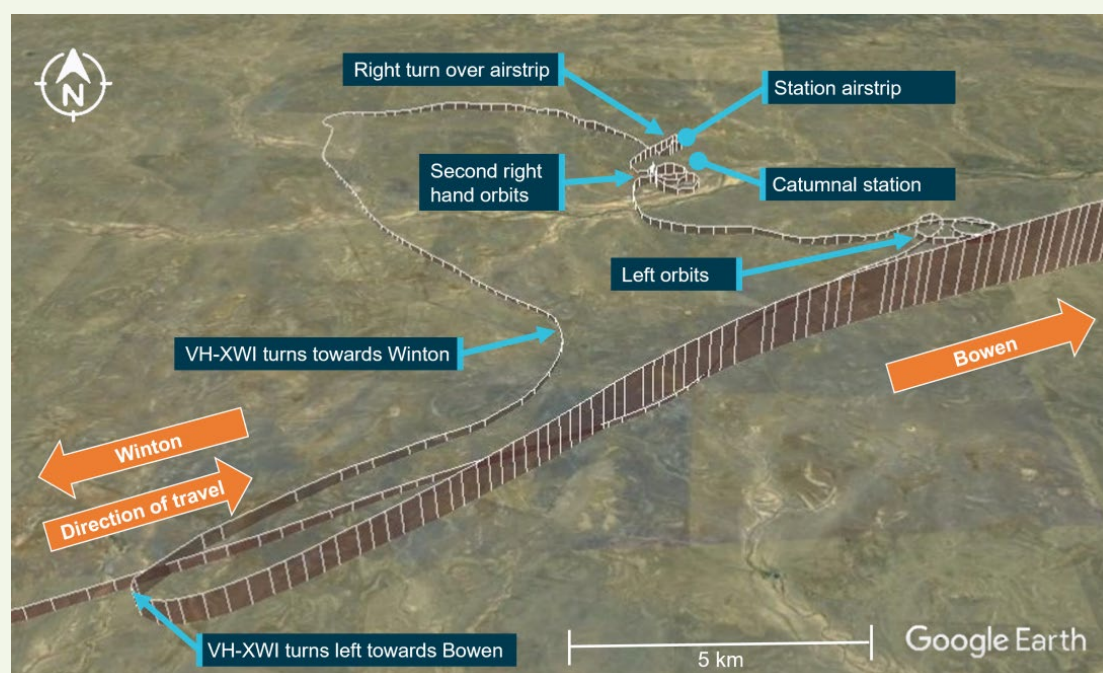 Right turn over airstrip
Station airstrip
N
Second right
hand orbits
Catumnal station
Left orbits
VH-XWI turns towards Winton
Bowen
Winton
Direction of travel
VH-XWI turns left towards Bowen
5 km
Google Earth